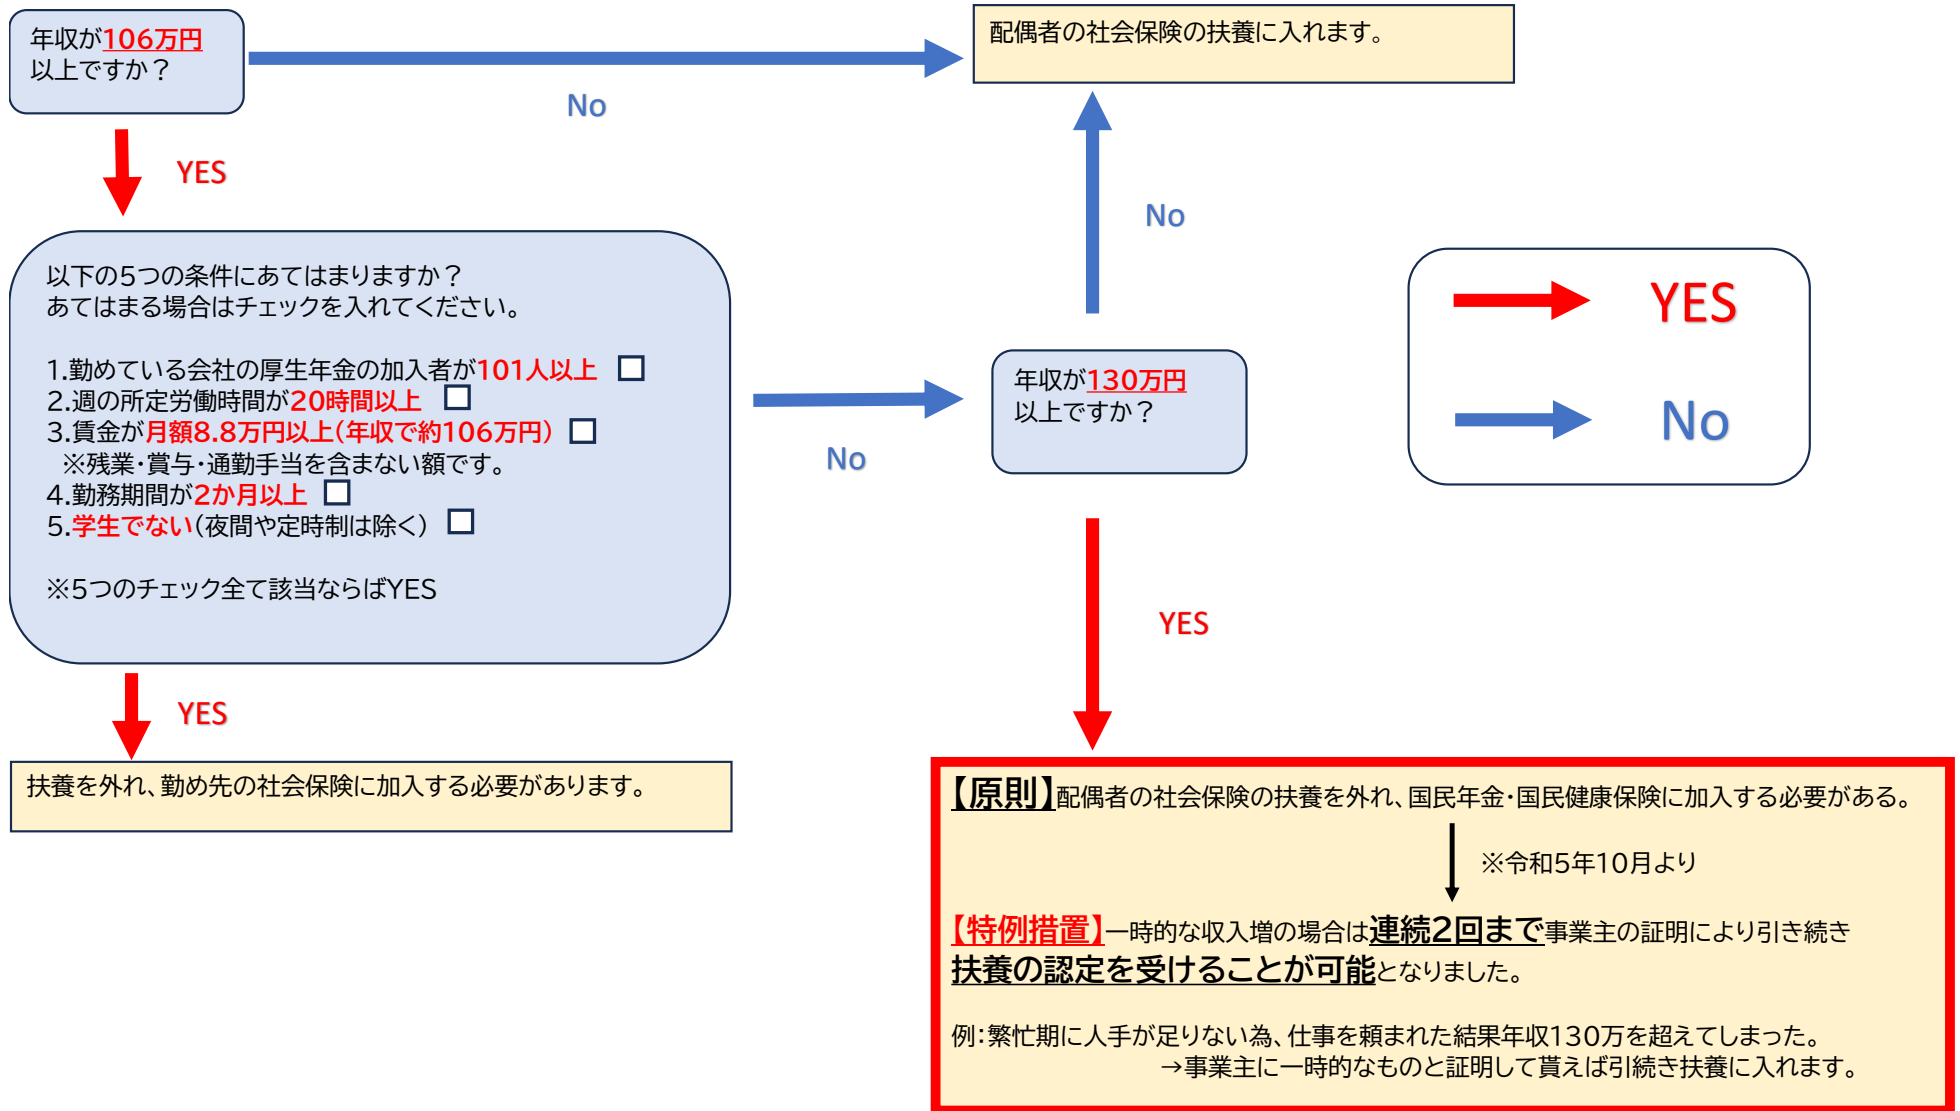 年収が106万円
以上ですか？
No
配偶者の社会保険の扶養に入れます。
YES
No
以下の5つの条件にあてはまりますか？
あてはまる場合はチェックを入れてください。
1.勤めている会社の厚生年金の加入者が101人以上
2.週の所定労働時間が20時間以上
3.賃金が月額8.8万円以上（年収で約106万円）
※残業・賞与・通勤手当を含まない額です。
4.勤務期間が2か月以上
5.学生でない（夜間や定時制は除く）
※5つのチェック全て該当ならばYES
No
年収が130万円
以上ですか？
YES
No
YES
YES
扶養を外れ、勤め先の社会保険に加入する必要があります。
【原則】配偶者の社会保険の扶養を外れ、国民年金・国民健康保険に加入する必要がある。
※令和5年10月より
【特例措置】一時的な収入増の場合は連続2回まで事業主の証明により引き続き
扶養の認定を受けることが可能となりました。
例：繁忙期に人手が足りない為、仕事を頼まれた結果年収130万を超えてしまった。
→事業主に一時的なものと証明して貰えば引続き扶養に入れます。